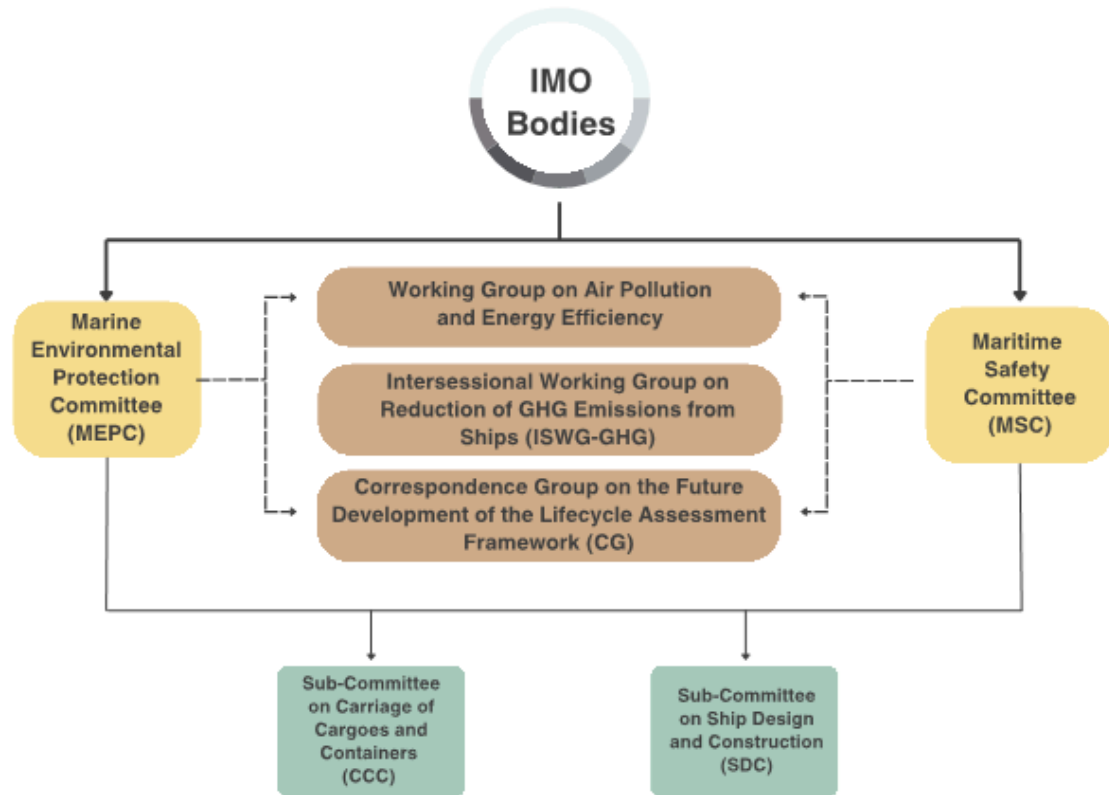 IMO
Bodies
Marine
Environmental
Protection
Committee
(MEPC)
Working Group on Air Pollution
and Energy Efficiency
Intersessional Working Group on
Reduction of GHG Emissions from
Ships (ISWG-GHG)
Correspondence Group on the Future
Development of the Lifecycle Assessment
Framework (CG)
Maritime
Safety
Committee
(MSC)
Sub-Committee
on Carriage of
Cargoes and
Containers
(CCC)
Sub-Committee
on Ship Design
and Construction
(SDC)